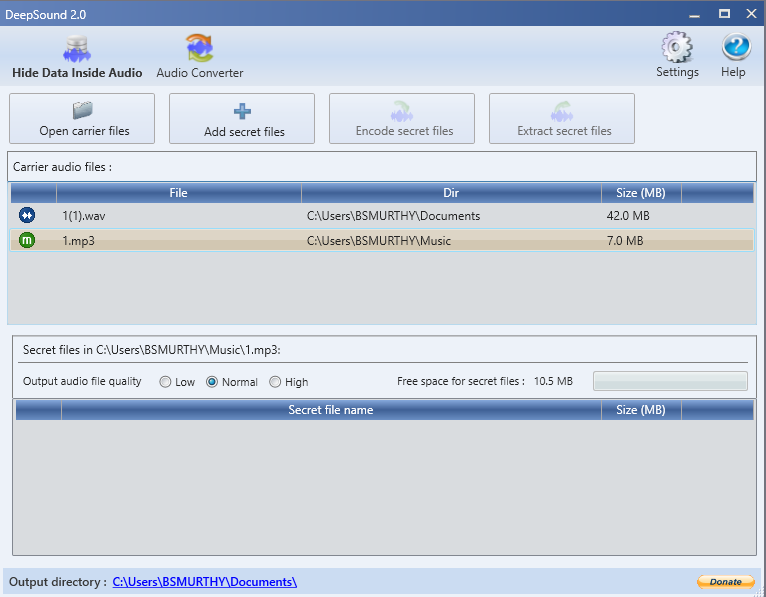 DeepSound 2.0
Hide Data Inside Audio Audio Converter Settings Help
Open carrier files Add secret files Encode secret files Extract secret files
Carrier audio files :
File Dir Size (MB)
1(1).wav C:\Users\BSMURTHY\Documents 42.0 MB
m 1.mp3 C:\Users\BSMURTHY\Music 7.0 MB
Secret files in C:\Users\BSMURTHY\Music\1.mp3:
Output audio file quality Low Normal High Free space for secret files : 10.5 MB
Secret file name Size (MB)
Output directory : C:\Users\BSMURTHY\Documents\ Donate